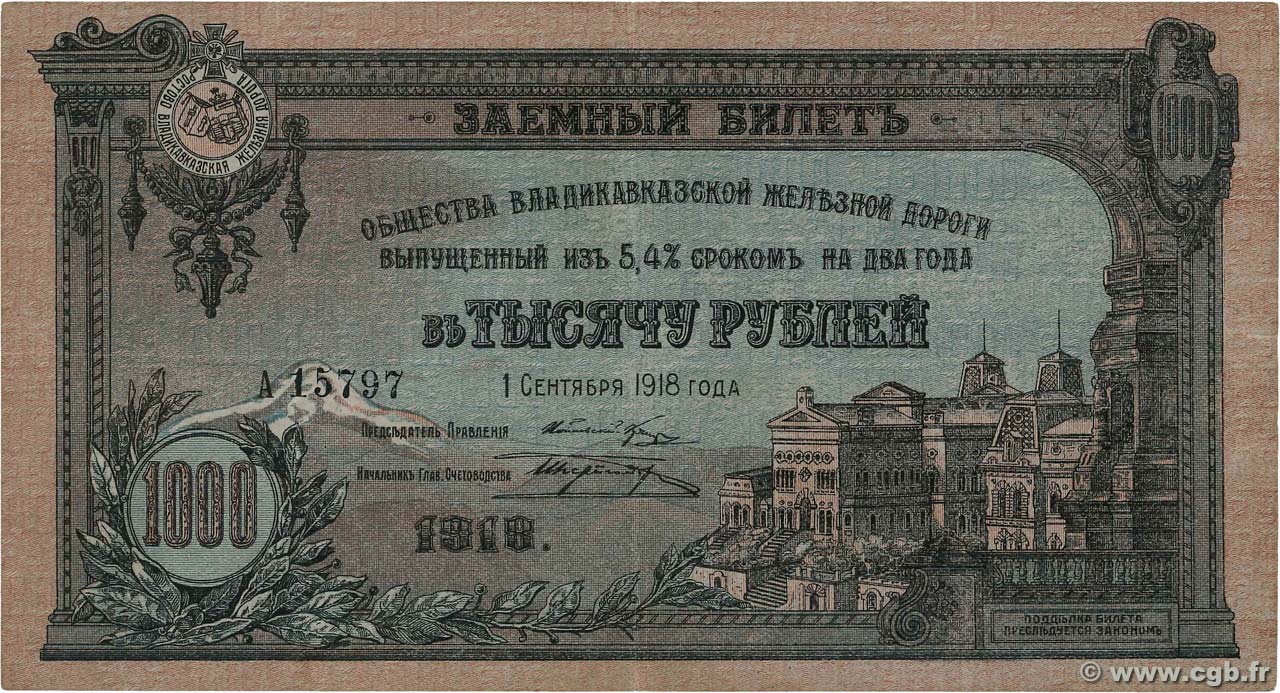 РОСТОВО ВЛАДИКАВКАЗСКАЯ ЖЕЛѢЗНАЯ ДОРОГА
1000
ЗАЕМНЫЙ БИЛЕТЪ
ОБЩЕСТВА ВЛАДИКАВКАЗСКОЙ ЖЕЛѢЗНОЙ ДОРОГИ
ВЫПУЩЕННЫЙ ИЗЪ 5,4% СРОКОМЪ НА ДВА ГОДА
въ ТЫСЯЧУ РУБЛЕЙ
А 15797
1 СЕНТЯБРЯ 1918 ГОДА
ПРЕДСѢДАТЕЛЬ ПРАВЛЕНІЯ
НАЧАЛЬНИКЪ ГЛАВ. СЧЕТОВОДСТВА
1000
1918.
ПОДДѢЛКА БИЛЕТА
ПРЕСЛѢДУЕТСЯ ЗАКОНОМЪ
© www.cgb.fr